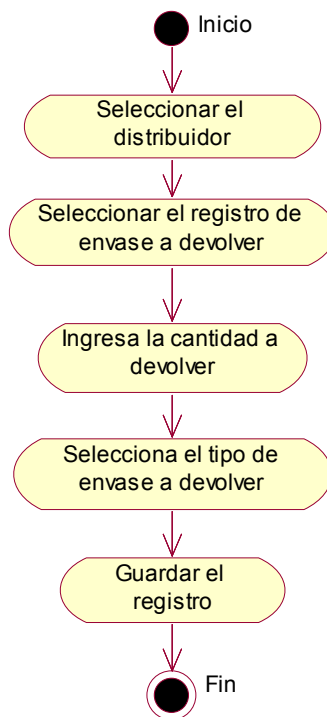 Inicio
Seleccionar el
distribuidor
Seleccionar el registro de
envase a devolver
Ingresa la cantidad a
devolver
Selecciona el tipo de
envase a devolver
Guardar el
registro
Fin